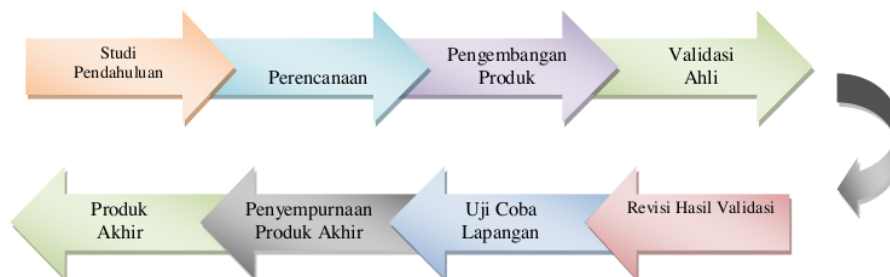 Studi
Pendahuluan
Perencanaan
Pengembangan
Produk
Validasi
Ahli
Revisi Hasil Validasi
Uji Coba
Lapangan
Penyempurnaan
Produk Akhir
Produk
Akhir